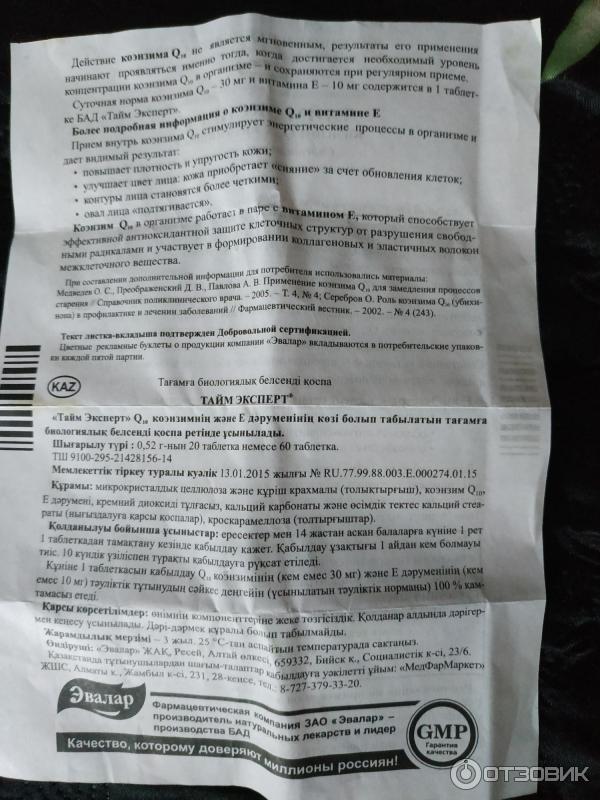 Действие коэнзима Q10 не является мгновенным, результаты его применения
начинают проявляться именно тогда, когда достигается необходимый уровень
концентрации коэнзима Q10 в организме – и сохраняются при регулярном приеме.
Суточная норма коэнзима Q10 – 30 мг и витамина Е – 10 мг содержится в 1 таблет-
ке БАД «Тайм Эксперт».
Более подробная информация о коэнзиме Q10 и витамине Е
Прием внутрь коэнзима Q10 стимулирует энергетические процессы в организме и
дает видимый результат:
• повышает плотность и упругость кожи;
• улучшает цвет лица: кожа приобретает «сияние» за счет обновления клеток;
• контуры лица становятся более четкими;
• овал лица «подтягивается».
Коэнзим Q10 в организме работает в паре с витамином Е, который способствует
эффективной антиоксидантной защите клеточных структур от разрушения свобод-
ными радикалами и участвует в формировании коллагеновых и эластичных волокон
межклеточного вещества.
При составлении дополнительной информации для потребителя использовались материалы:
Медведев О. С., Преображенский Д. В., Павлова А. В. Применение коэнзима Q10 для замедления процессов
старения // Справочник поликлинического врача. – 2005. – Т. 4, № 4; Серебров О. Роль коэнзима Q10 (убихи-
нона) в профилактике и лечении заболеваний // Фармацевтический вестник. – 2002. – № 4 (243).
Текст листка-вкладыша подтвержден Добровольной сертификацией.
Цветные рекламные буклеты о продукции компании «Эвалар» вкладываются в потребительские упаков-
ки каждой пятой партии.
KAZ
Тағамға биологиялық белсенді қоспа
ТАЙМ ЭКСПЕРТ®
«Тайм Эксперт» Q10 коэнзимнің және Е дәруменінің көзі болып табылатын тағамға
биологиялық белсенді қоспа ретінде ұсынылады.
Шығарылу түрі : 0,52 г-нын 20 таблетка немесе 60 таблетка.
ТШ 9100-295-21428156-14
Мемлекеттік тіркеу туралы куәлік 13.01.2015 жылғы № RU.77.99.88.003.E.000274.01.15
Құрамы: микрокристалдық целлюлоза және күріш крахмалы (толықтырғыш), коэнзим Q10,
Е дәрумені, кремний диоксиді тұлғасыз, кальций карбонаты және өсімдік тектес кальций стеа-
раты (нығыздалуға қарсы қоспалар), кроскарамеллоза (толтырғыштар).
Қолданылуы бойынша ұсыныстар: ересектер мен 14 жастан асқан балаларға күніне 1 рет
1 таблеткадан тамақтану кезінде қабылдау кажет. Қабылдау ұзақтығы 1 айдан кем болмауы
тиіс. 10 күндік үзіліспен тұрақты қабылдауға рұқсат етіледі.
Күніне 1 таблеткасын қабылдау Q10 коэнзимінің (кем емес 30 мг) және Е дәруменінің (кем
емес 10 мг) тәуліктік тұтынудың сәйкес деңгейін (ұсынылатын тәуліктік норманы) 100 % қам-
тамасыз етеді.
Қарсы көрсетілімдер: өнімнің компоненттеріне жеке төзгісіздік. Қолданар алдында дәрігер-
мен кеңесу ұсынылады. Дәрі-дәрмек құралы болып табылмайды.
Жарамдылық мерзімі – 3 жыл. 25 °С-тан аспайтын температурада сақтаңыз.
Өндіруші: «Эвалар» ЖАҚ, Ресей, Алтай өлкесі, 659332, Бийск к., Социалистік к-сі, 23/6.
Қазақстанда тұтынушылардан шағым-талаптар қабылдауға уәкілетті ұйым: «МедФарМаркет»
ЖШС, Алматы к., Жамбыл к-сі, 231, 28-кенсе, тел.: 8-727-379-33-20.
Эвалар
Фармацевтическая компания ЗАО «Эвалар» –
производитель натуральных лекарств и лидер
производства БАД
Качество, которому доверяют миллионы россиян!
GMP
Гарантия
качества
ОТЗОВИК